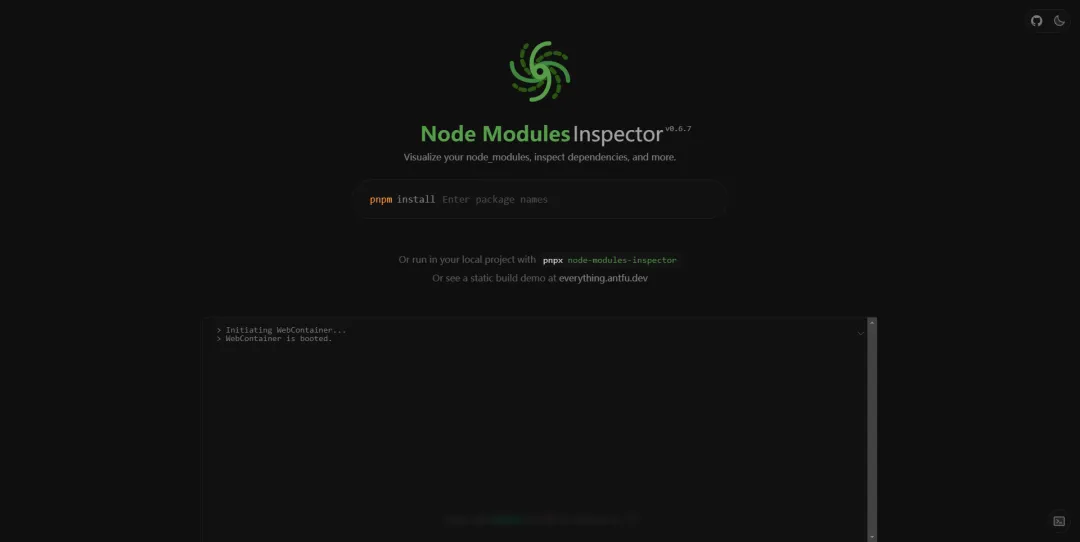 Node Modules Inspector v0.6.7
Visualize your node_modules, inspect dependencies, and more.
pnpm install Enter package names
Or run in your local project with pnpx node-modules-inspector
Or see a static build demo at everything.antfu.dev
> Initiating WebContainer...
> WebContainer is booted.